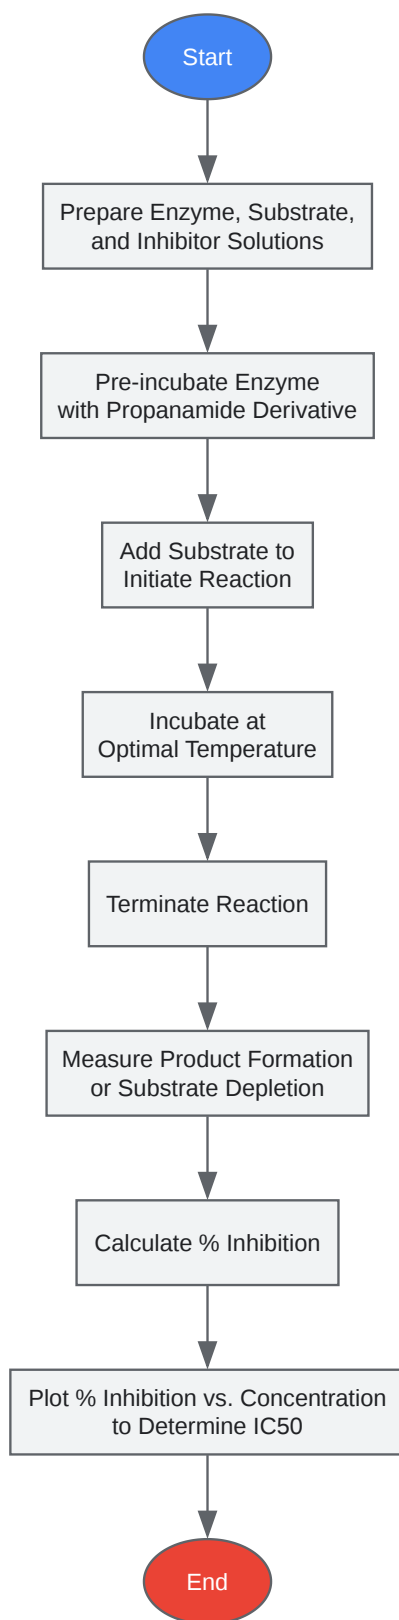 Start
Prepare Enzyme, Substrate,
and Inhibitor Solutions
Pre-incubate Enzyme
with Propanamide Derivative
Add Substrate to
Initiate Reaction
Incubate at
Optimal Temperature
Terminate Reaction
Measure Product Formation
or Substrate Depletion
Calculate % Inhibition
Plot % Inhibition vs. Concentration
to Determine IC50
End